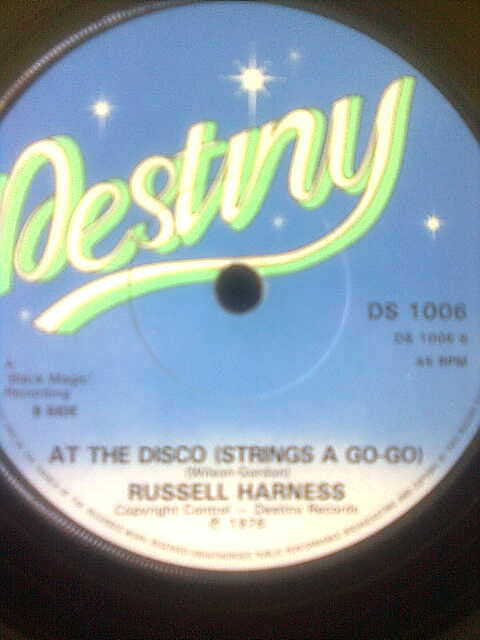 Destiny
DS 1006
DS 1006 B
45 RPM
A
'Black Magic'
Recording
B SIDE
AT THE DISCO (STRINGS A GO-GO)
(Wilson-Gordon)
RUSSELL HARNESS
Copyright Control – Destiny Records
℗ 1976